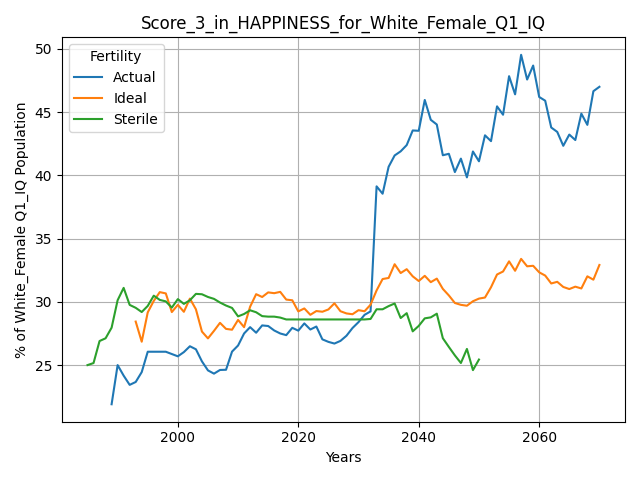 Score_3_in_HAPPINESS_for_White_Female_Q1_IQ
% of White_Female Q1_IQ Population
50
45
40
35
30
25
Fertility
Actual
Ideal
Sterile
2000
2020
2040
2060
Years